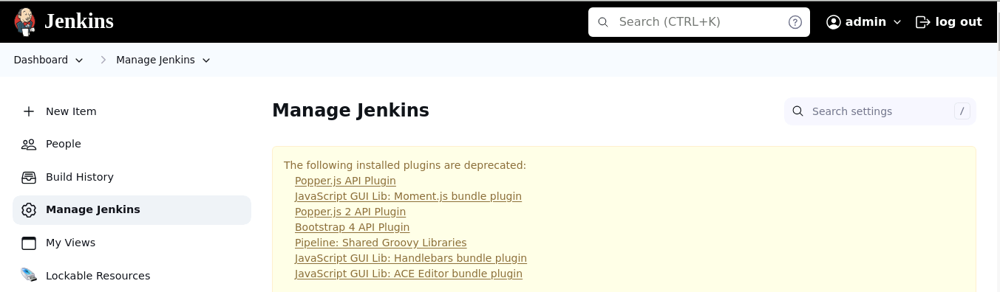 Jenkins
Search (CTRL+K)
admin
log out
Dashboard
Manage Jenkins
New Item
People
Build History
Manage Jenkins
My Views
Lockable Resources
Manage Jenkins
Search settings
/
The following installed plugins are deprecated:
Popper.js API Plugin
JavaScript GUI Lib: Moment.js bundle plugin
Popper.js 2 API Plugin
Bootstrap 4 API Plugin
Pipeline: Shared Groovy Libraries
JavaScript GUI Lib: Handlebars bundle plugin
JavaScript GUI Lib: ACE Editor bundle plugin